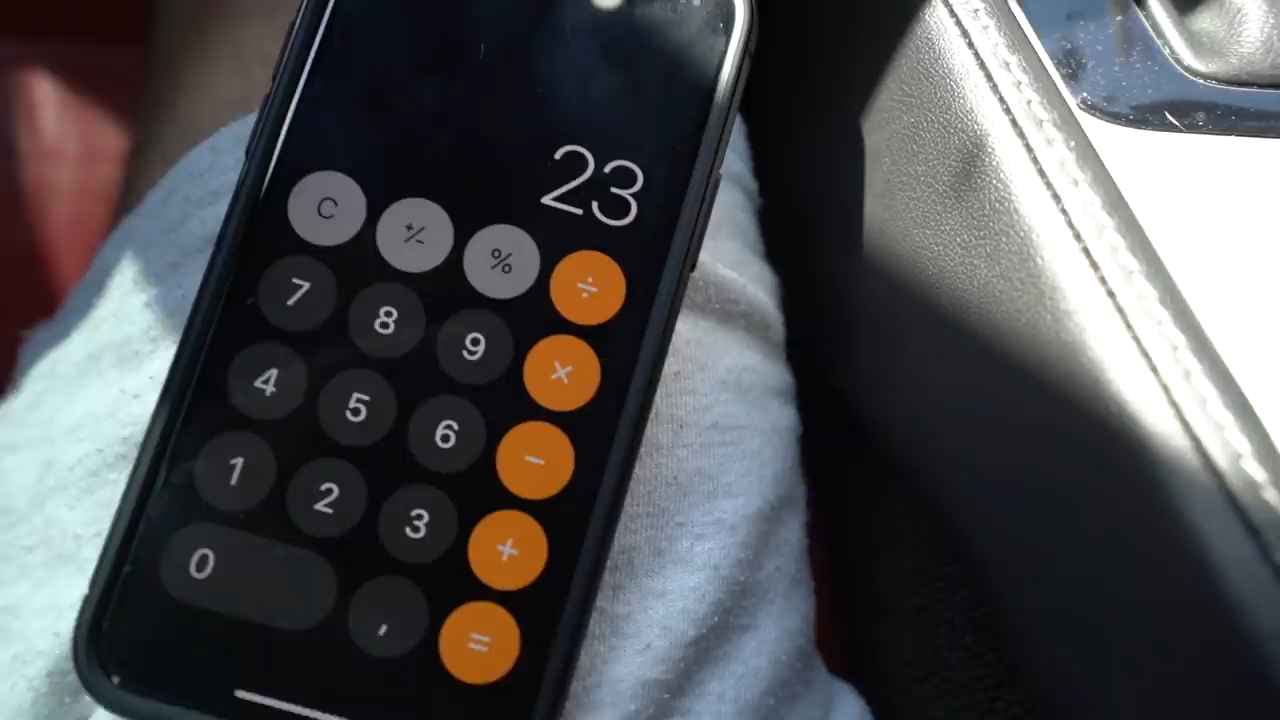 23
C +/- % ÷
7 8 9 ×
4 5 6 −
1 2 3 +
0 , =